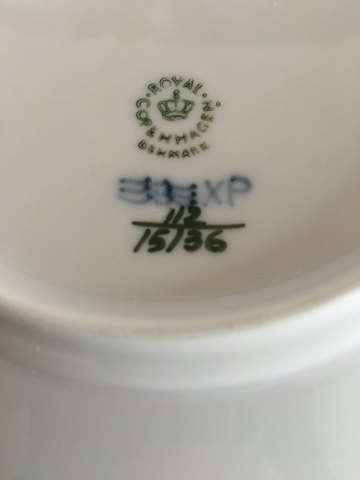 ROYAL
COPENHAGEN
DENMARK
XP
112
15/36